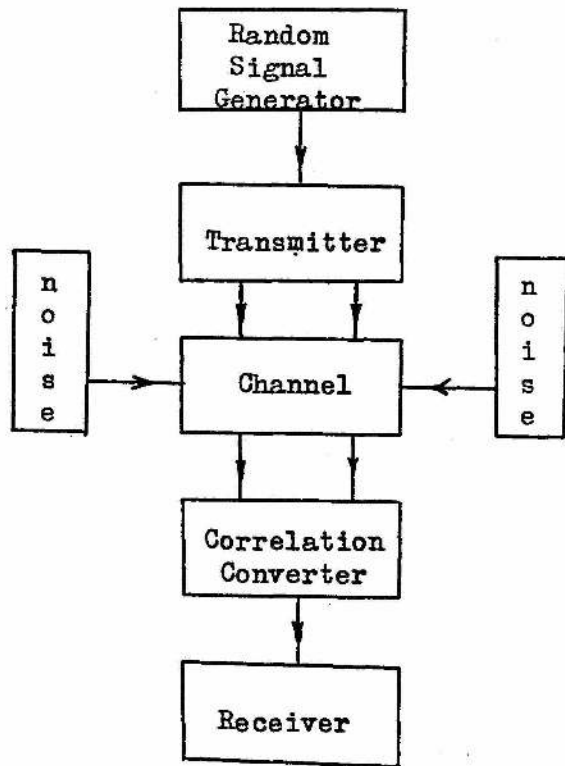 Random
Signal
Generator
Transmitter
n
o
i
s
e
Channel
n
o
i
s
e
Correlation
Converter
Receiver